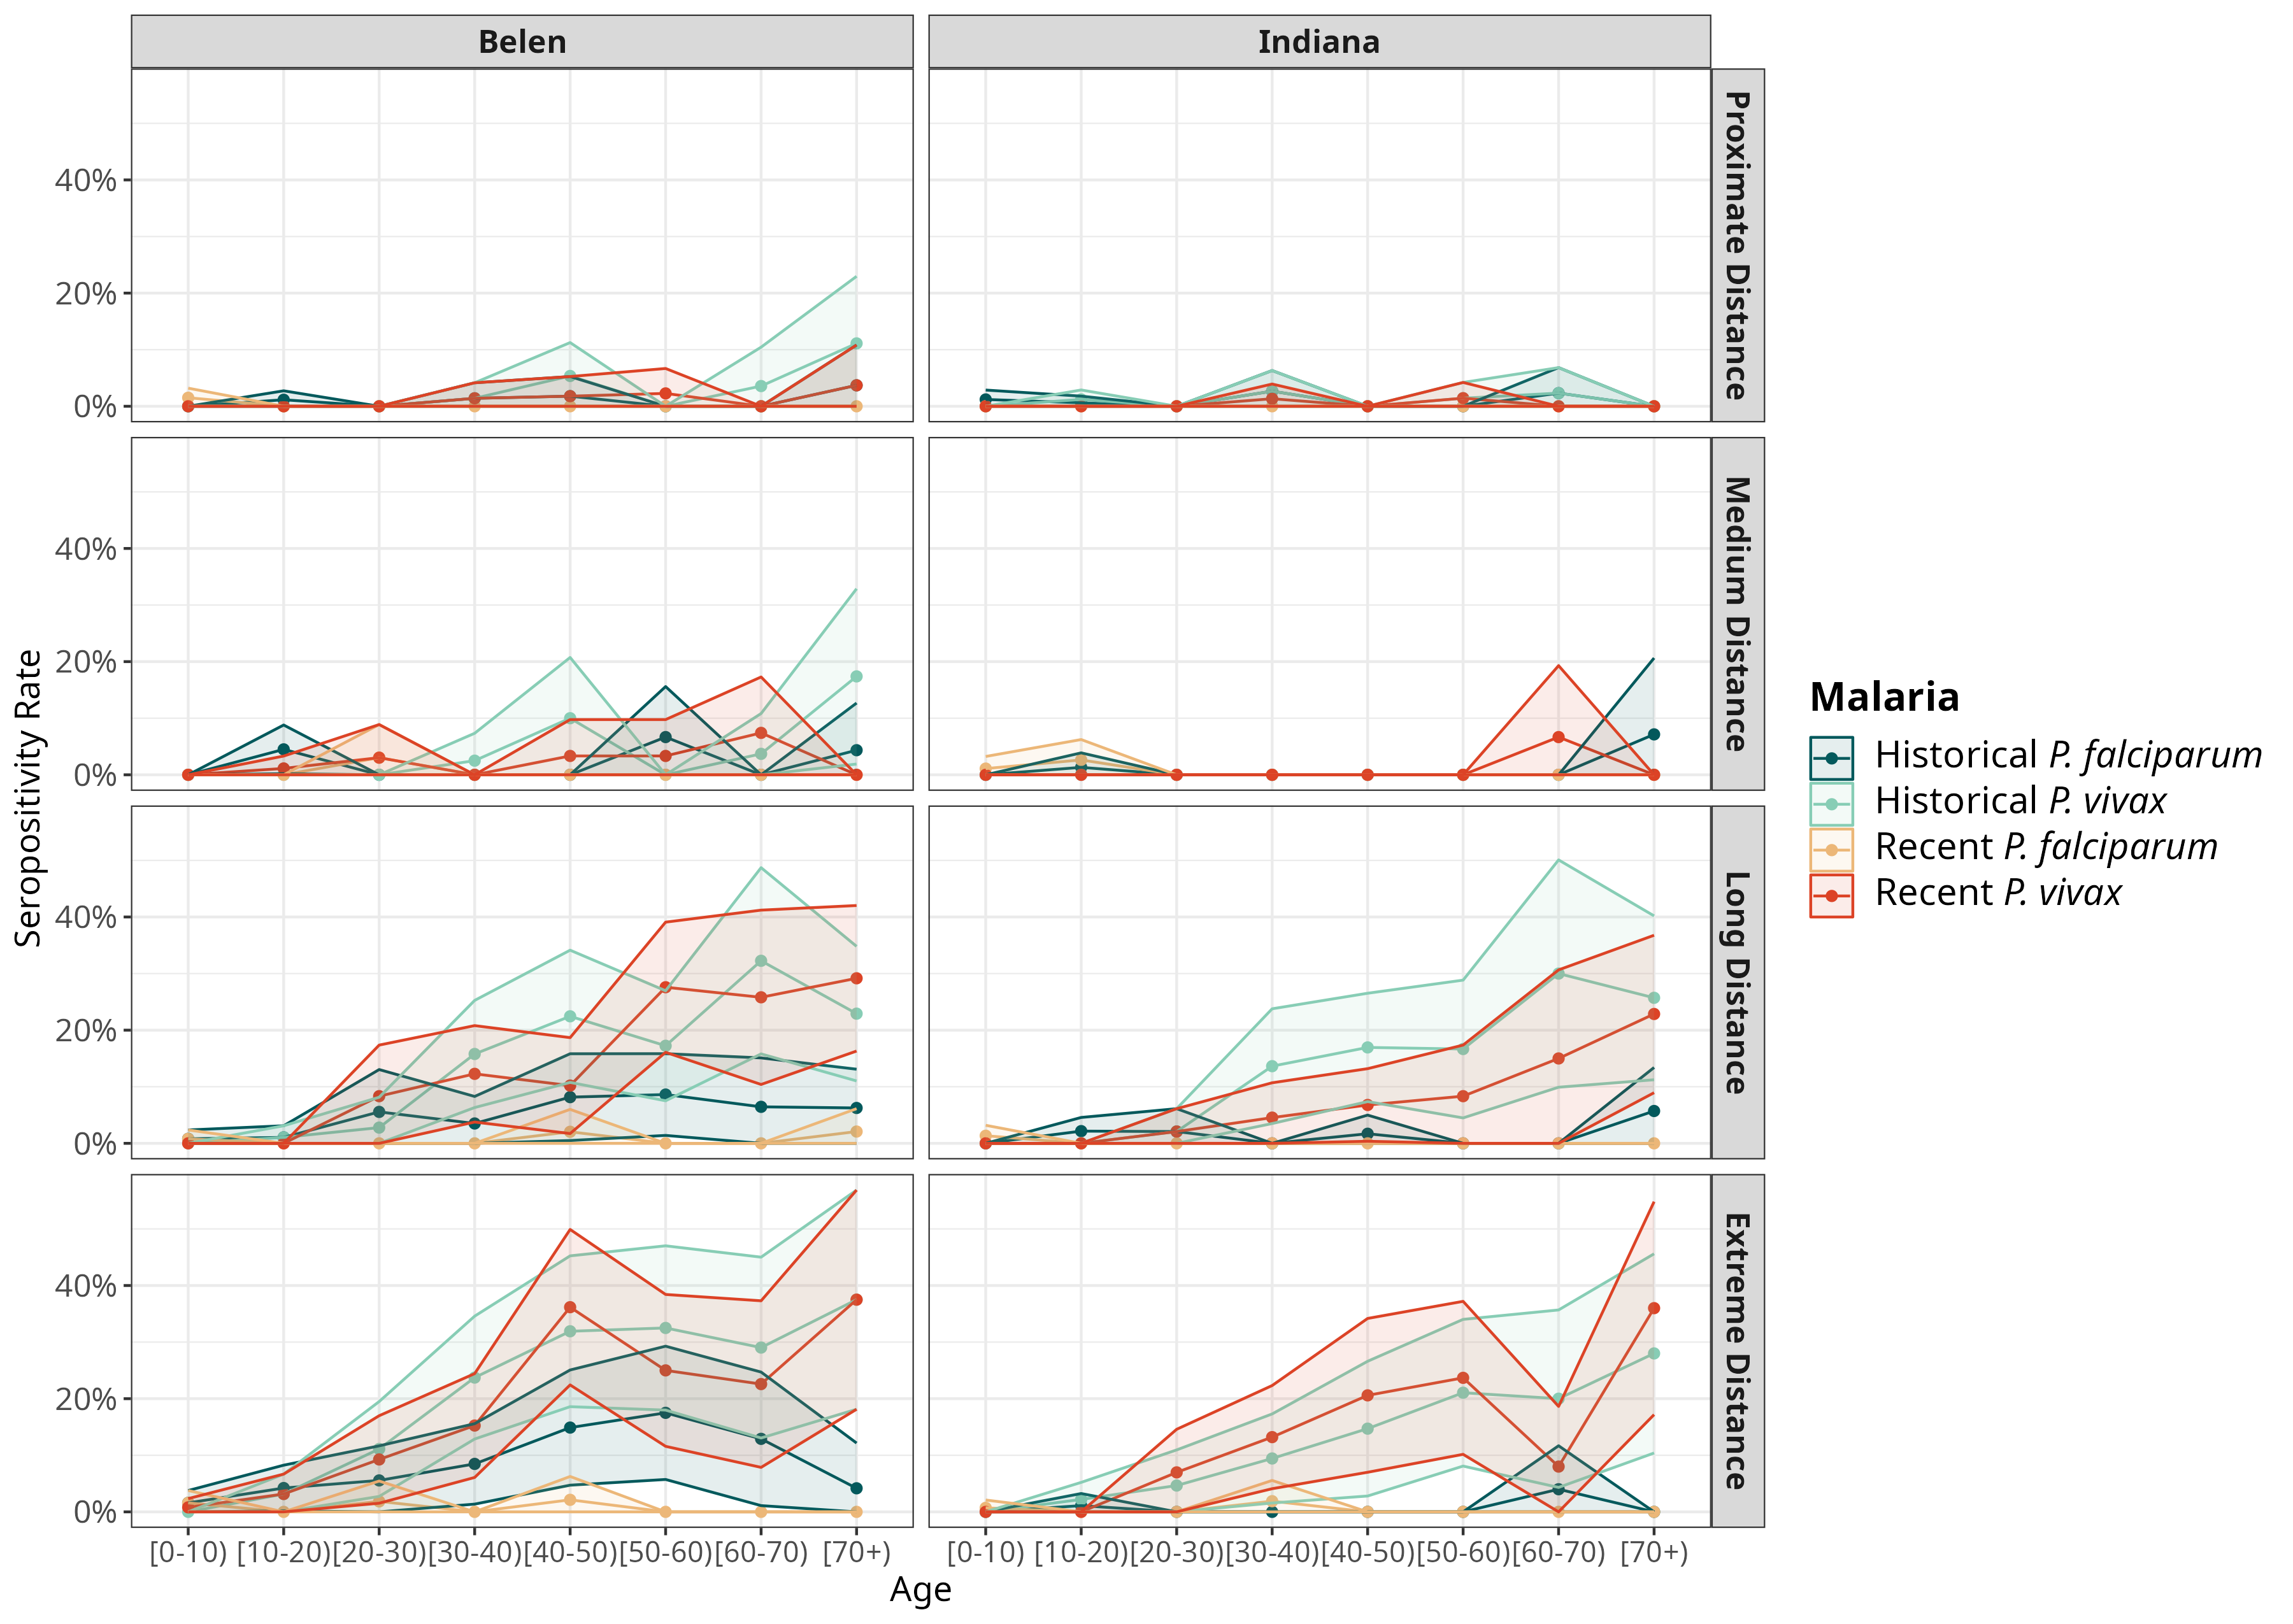 Belen
Indiana
Proximate Distance
40%
20%
0%
Medium Distance
40%
20%
0%
Long Distance
40%
20%
0%
Extreme Distance
40%
20%
0%
Seropositivity Rate
[0-10) [10-20) [20-30) [30-40) [40-50) [50-60) [60-70) [70+)
[0-10) [10-20) [20-30) [30-40) [40-50) [50-60) [60-70) [70+)
Age
Malaria
Historical P. falciparum
Historical P. vivax
Recent P. falciparum
Recent P. vivax